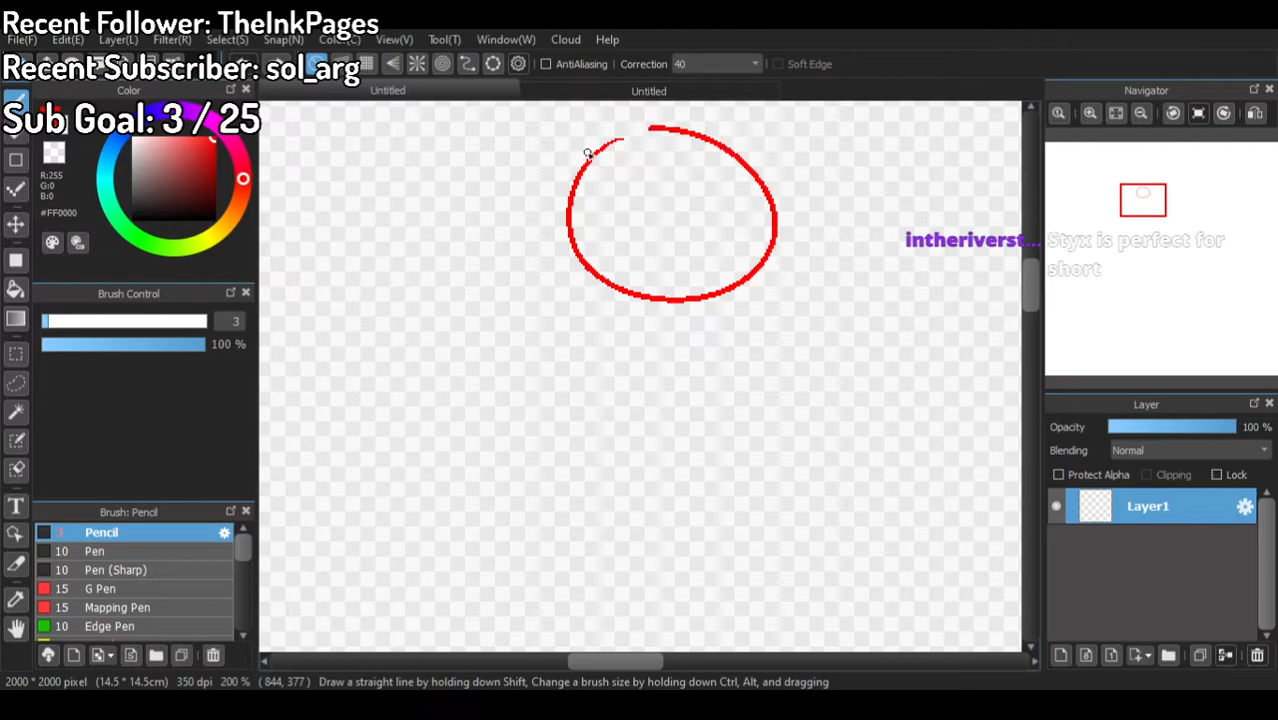 Recent Follower: TheInkPages
File(F) Edit(E) Layer(L) Filter(R) Select(S) Snap(N) Color(C) View(V) Tool(T) Window(W) Cloud Help
Recent Subscriber: sol_arg
AntiAliasing Correction 40 Soft Edge
Color
Untitled
Untitled
Navigator
Sub Goal: 3 / 25
R:255
G:0
B:0
#FF0000
intheriverst... Styx is perfect for
short
Brush Control
3
100 %
Layer
Opacity 100 %
Blending Normal
Protect Alpha Clipping Lock
Layer1
Brush: Pencil
3 Pencil
10 Pen
10 Pen (Sharp)
15 G Pen
15 Mapping Pen
10 Edge Pen
2000 * 2000 pixel (14.5 * 14.5cm) 350 dpi 200 % ( 844, 377 ) Draw a straight line by holding down Shift, Change a brush size by holding down Ctrl, Alt, and dragging